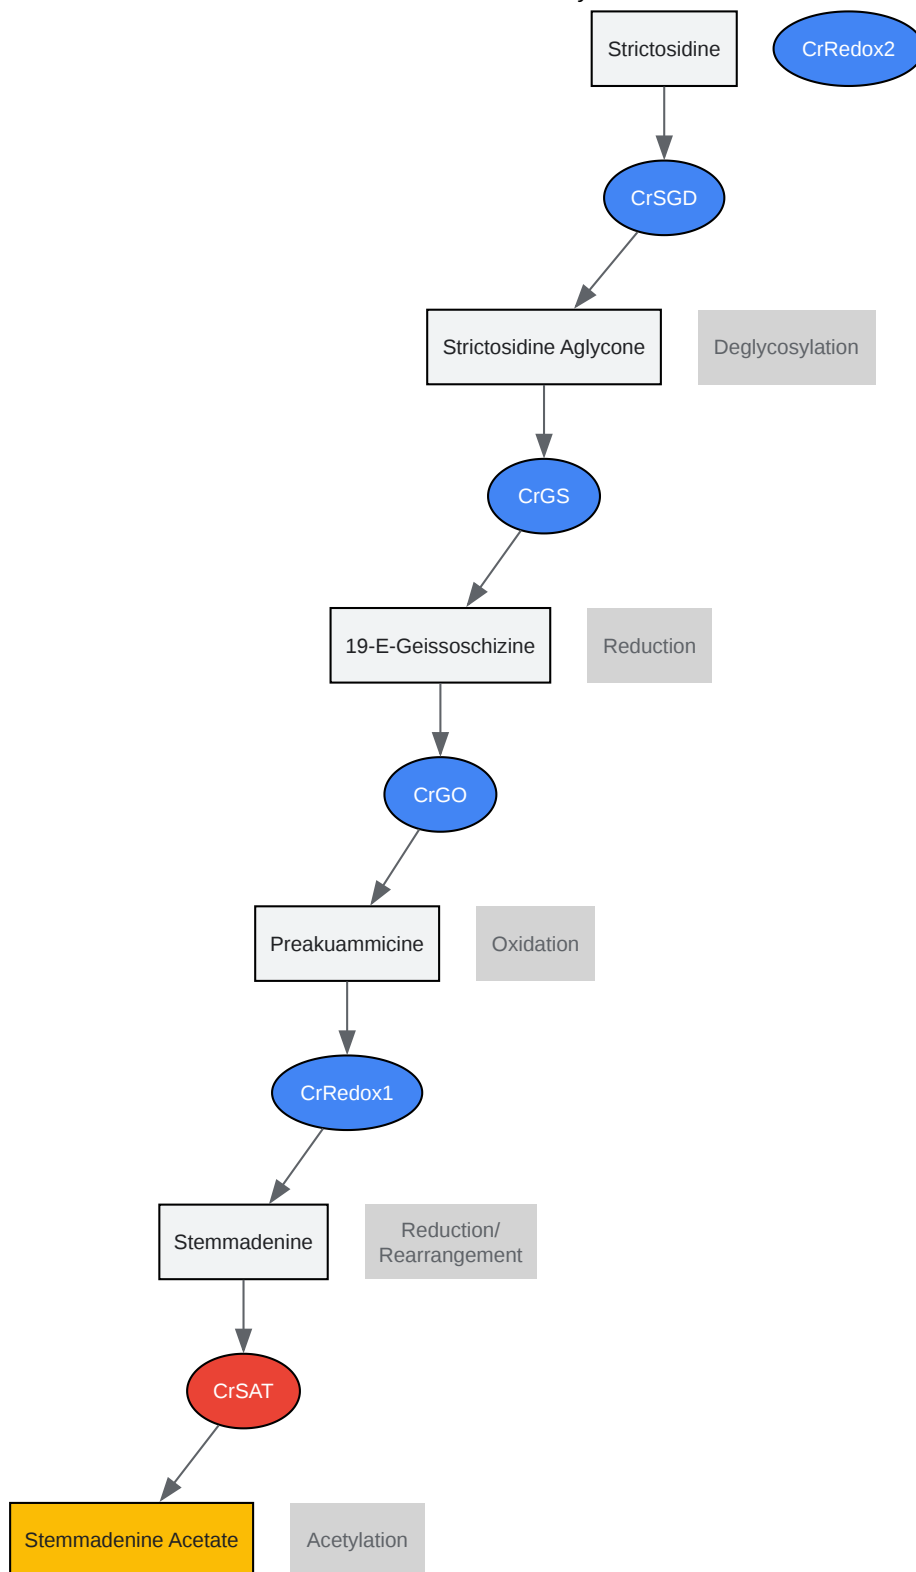 Strictosidine
CrRedox2
CrSGD
Strictosidine Aglycone
Deglycosylation
CrGS
19-E-Geissoschizine
Reduction
CrGO
Preakuammicine
Oxidation
CrRedox1
Stemmadenine
Reduction/
Rearrangement
CrSAT
Stemmadenine Acetate
Acetylation